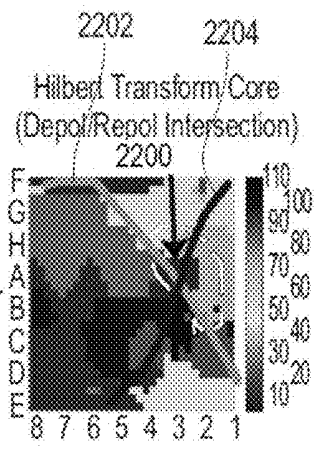 2202 2204
Hilbert Transform Core
(Depol/Repol Intersection)
2200
F
G
H
A
B
C
D
E
8 7 6 5 4 3 2 1
110
100
90
80
70
60
50
40
30
20
10